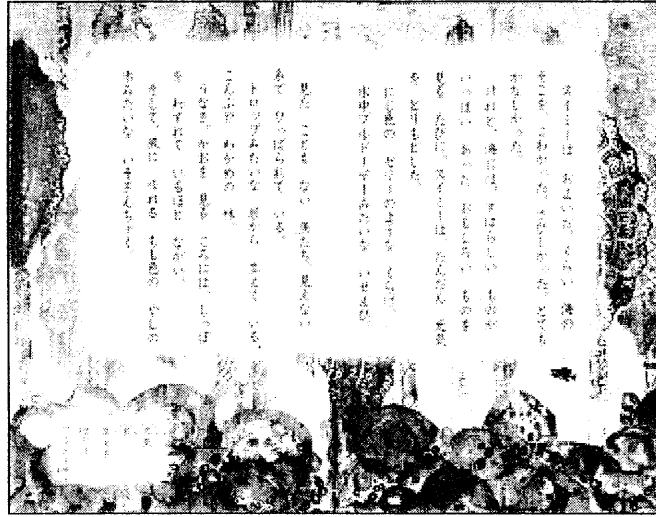 スイミーは およいだ、くらい 海の
そこを。こわかった、さびしかった、とても
かなしかった。
けれど、海には、すばらしい ものが
いっぱい あった。おもしろい ものを
見る たびに、スイミーは、だんだん 元気
を とりもどした。
にじ色の ゼリーのような くらげ。
水中ブルドーザーみたいな いせえび。
見た ことも ない 魚たち。見えない
糸で ひっぱられて いる。
ドロップみたいな 岩から 生えて いる、
こんぶや わかめの 林。
うなぎ。かおを 見る ころには、しっぽ
を わすれて いるほど ながい。
そして、風に ゆれる もも色の やしの
木みたいな いそぎんちゃく。